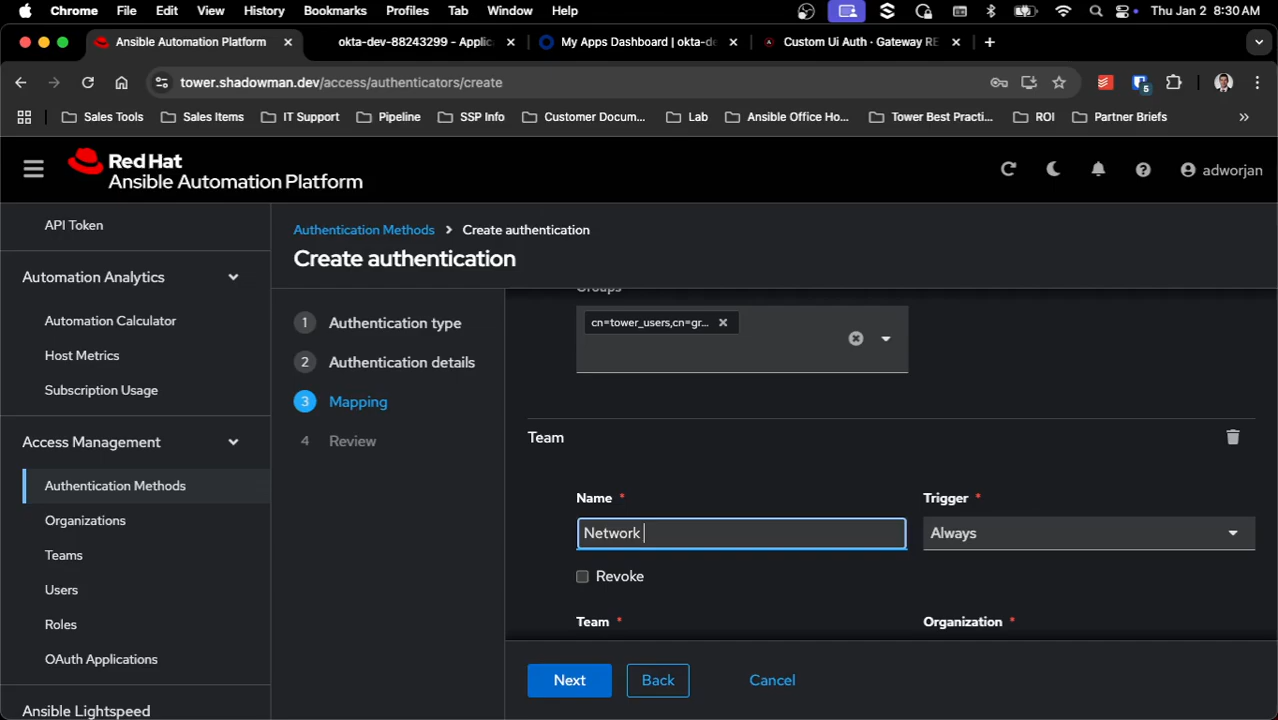 Chrome File Edit View History Bookmarks Profiles Tab Window Help Thu Jan 2 8:30 AM
Ansible Automation Platform okta-dev-88243299 - Applic My Apps Dashboard | okta-de Custom Ui Auth · Gateway RE
tower.shadowman.dev/access/authenticators/create 5
Sales Tools Sales Items IT Support Pipeline SSP Info Customer Docum... Lab Ansible Office Ho... Tower Best Practi... ROI Partner Briefs »
Red Hat
Ansible Automation Platform
adworjan
API Token
Automation Analytics
Automation Calculator
Host Metrics
Subscription Usage
Access Management
Authentication Methods
Organizations
Teams
Users
Roles
OAuth Applications
Ansible Lightspeed
Authentication Methods > Create authentication
Create authentication
1 Authentication type
2 Authentication details
3 Mapping
4 Review
Groups
cn=tower_users,cn=gr...
Team
Name * Trigger *
Network Always
Revoke
Team * Organization *
Next Back Cancel